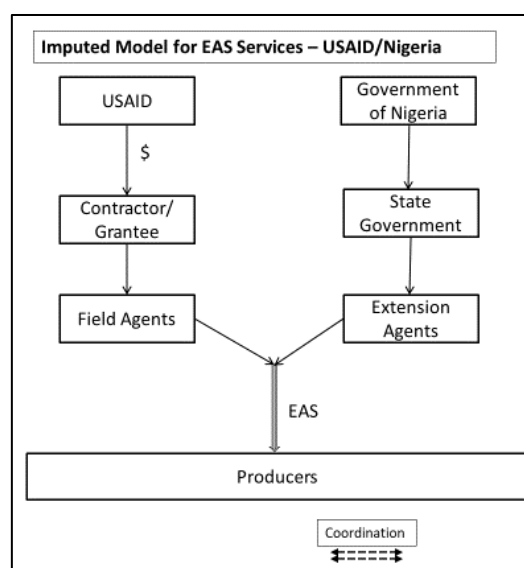 Imputed Model for EAS Services – USAID/Nigeria
USAID
Government
of Nigeria
$
Contractor/
Grantee
State
Government
Field Agents
Extension
Agents
EAS
Producers
Coordination